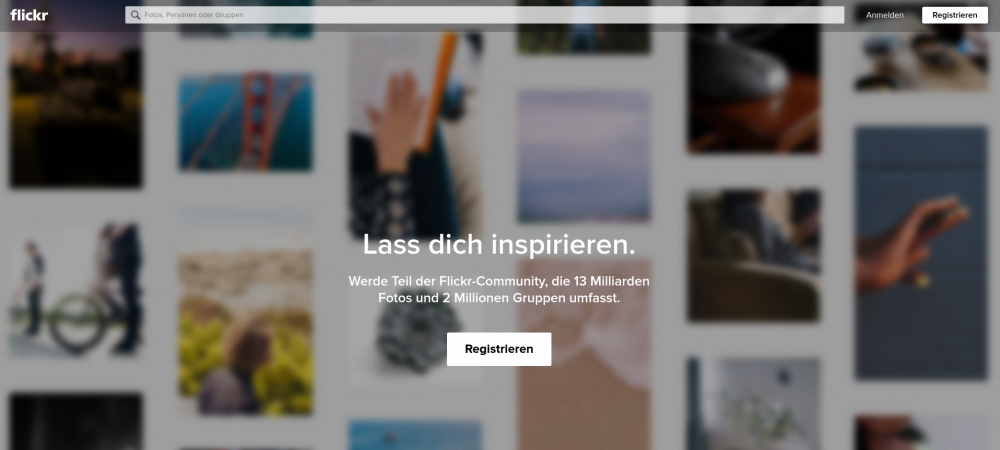 flickr
Fotos, Personen oder Gruppen
Anmelden
Registrieren
Lass dich inspirieren.
Werde Teil der Flickr-Community, die 13 Milliarden
Fotos und 2 Millionen Gruppen umfasst.
Registrieren